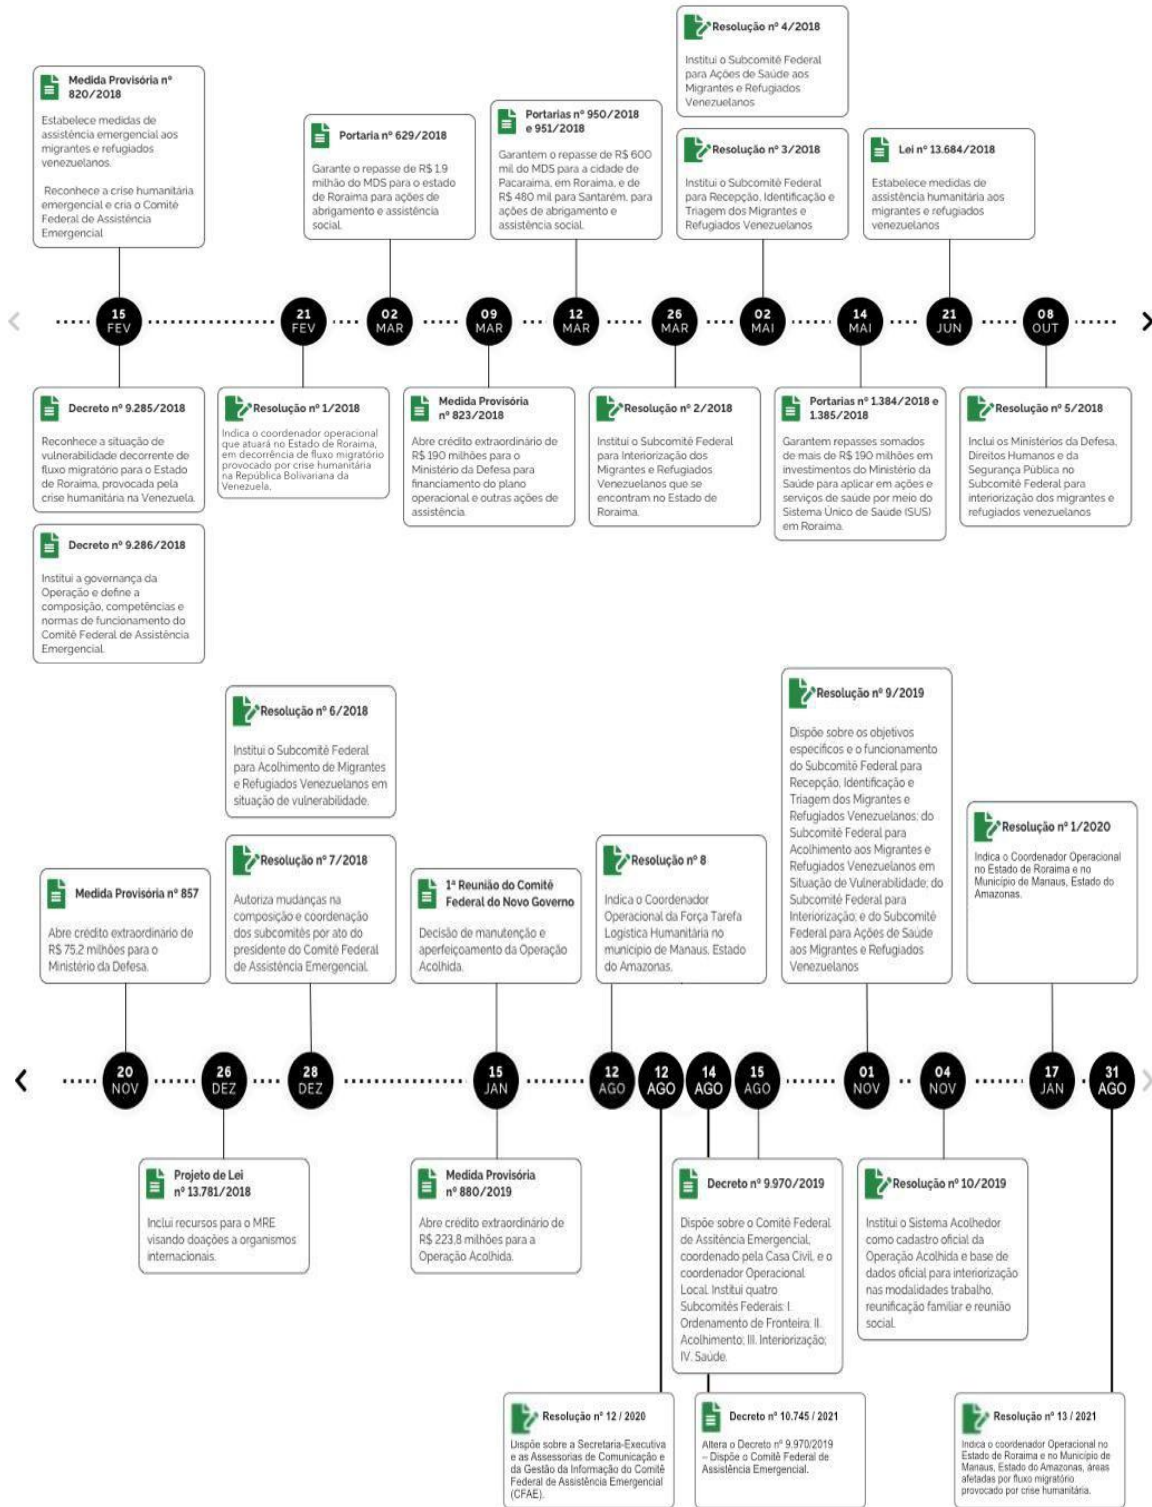 Resolução nº 4/2018
Institui o Subcomitê Federal
para Ações de Saúde aos
Migrantes e Refugiados
Venezuelanos
Medida Provisória nº
820/2018
Estabelece medidas de
assistência emergencial aos
migrantes e refugiados
venezuelanos.
Reconhece a crise humanitária
emergencial e cria o Comitê
Federal de Assistência
Emergencial
Portaria nº 629/2018
Garante o repasse de R$ 1,9
milhão do MDS para o estado
de Roraima para ações de
abrigamento e assistência
social.
Portarias nº 950/2018
e 951/2018
Garantem o repasse de R$ 600
mil do MDS para a cidade de
Pacaraima, em Roraima, e de
R$ 480 mil para Santarém, para
ações de abrigamento e
assistência social.
Resolução nº 3/2018
Institui o Subcomitê Federal
para Recepção, Identificação e
Triagem dos Migrantes e
Refugiados Venezuelanos
Lei nº 13.684/2018
Estabelece medidas de
assistência humanitária aos
migrantes e refugiados
venezuelanos
15
FEV
21
FEV
02
MAR
09
MAR
12
MAR
26
MAR
02
MAI
14
MAI
21
JUN
08
OUT
Decreto nº 9.285/2018
Reconhece a situação de
vulnerabilidade decorrente de
fluxo migratório para o Estado
de Roraima, provocada pela
crise humanitária na Venezuela.
Resolução nº 1/2018
Indica o coordenador operacional
que atuará no Estado de Roraima,
em decorrência de fluxo migratório
provocado por crise humanitária
na República Bolivariana da
Venezuela.
Medida Provisória
nº 823/2018
Abre crédito extraordinário de
R$ 190 milhões para o
Ministério da Defesa para
financiamento do plano
operacional e outras ações de
assistência.
Resolução nº 2/2018
Institui o Subcomitê Federal
para Interiorização dos
Migrantes e Refugiados
Venezuelanos que se
encontram no Estado de
Roraima.
Portarias nº 1.384/2018 e
1.385/2018
Garantem repasses somados
de mais de R$ 190 milhões em
investimentos do Ministério da
Saúde para aplicar em ações e
serviços de saúde por meio do
Sistema Único de Saúde (SUS)
em Roraima.
Resolução nº 5/2018
Inclui os Ministérios da Defesa,
Direitos Humanos e da
Segurança Pública no
Subcomitê Federal para
interiorização dos migrantes e
refugiados venezuelanos
Decreto nº 9.286/2018
Institui a governança da
Operação e define a
composição, competências e
normas de funcionamento do
Comitê Federal de Assistência
Emergencial.
Medida Provisória nº 857
Abre crédito extraordinário de
R$ 75,2 milhões para o
Ministério da Defesa.
Resolução nº 6/2018
Institui o Subcomitê Federal
para Acolhimento de Migrantes
e Refugiados Venezuelanos em
situação de vulnerabilidade.
Resolução nº 7/2018
Autoriza mudanças na
composição e coordenação
dos subcomitês por ato do
presidente do Comitê Federal
de Assistência Emergencial.
1ª Reunião do Comitê
Federal do Novo Governo
Decisão de manutenção e
aperfeiçoamento da Operação
Acolhida.
Resolução nº 8
Indica o Coordenador
Operacional da Força Tarefa
Logística Humanitária no
município de Manaus, Estado
do Amazonas.
Resolução nº 9/2019
Dispõe sobre os objetivos
específicos e o funcionamento
do Subcomitê Federal para
Recepção, Identificação e
Triagem dos Migrantes e
Refugiados Venezuelanos; do
Subcomitê Federal para
Acolhimento aos Migrantes e
Refugiados Venezuelanos em
Situação de Vulnerabilidade; do
Subcomitê Federal para
Interiorização; e do Subcomitê
Federal para Ações de Saúde
aos Migrantes e Refugiados
Venezuelanos
Resolução nº 1/2020
Indica o Coordenador Operacional
no Estado de Roraima e no
Município de Manaus, Estado do
Amazonas.
20
NOV
26
DEZ
28
DEZ
15
JAN
12
AGO
12
AGO
14
AGO
15
AGO
01
NOV
04
NOV
17
JAN
31
AGO
Projeto de Lei
nº 13.781/2018
Inclui recursos para o MRE
visando doações a organismos
internacionais.
Medida Provisória
nº 880/2019
Abre crédito extraordinário de
R$ 223,8 milhões para a
Operação Acolhida.
Decreto nº 9.970/2019
Dispõe sobre o Comitê Federal
de Assitência Emergencial,
coordenado pela Casa Civil, e o
coordenador Operacional
Local. Institui quatro
Subcomitês Federais: I.
Ordenamento de Fronteira; II.
Acolhimento; III. Interiorização;
IV. Saúde.
Resolução nº 10/2019
Institui o Sistema Acolhedor
como cadastro oficial da
Operação Acolhida e base de
dados oficial para interiorização
nas modalidades trabalho,
reunificação familiar e reunião
social.
Resolução nº 12 / 2020
Dispõe sobre a Secretaria-Executiva
e as Assessorias de Comunicação e
da Gestão da Informação do Comitê
Federal de Assistência Emergencial
(CFAE).
Decreto nº 10.745 / 2021
Altera o Decreto nº 9.970/2019
– Dispõe o Comitê Federal de
Assistência Emergencial.
Resolução nº 13 / 2021
Indica o coordenador Operacional no
Estado de Roraima e no Município de
Manaus, Estado do Amazonas, áreas
afetadas por fluxo migratório
provocado por crise humanitária.